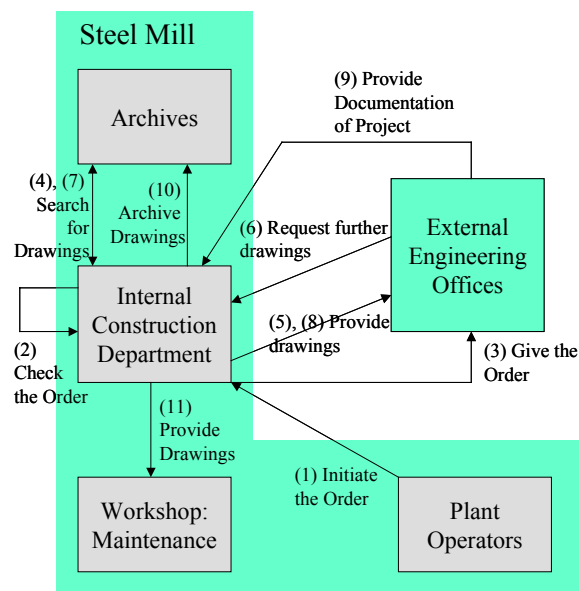 Steel Mill
Archives
(9) Provide
Documentation
of Project
(4), (7)
Search
for
Drawings
(10)
Archive
Drawings
(6) Request further
drawings
External
Engineering
Offices
Internal
Construction
Department
(5), (8) Provide
drawings
(2)
Check
the Order
(3) Give the
Order
(11)
Provide
Drawings
(1) Initiate
the Order
Workshop:
Maintenance
Plant
Operators